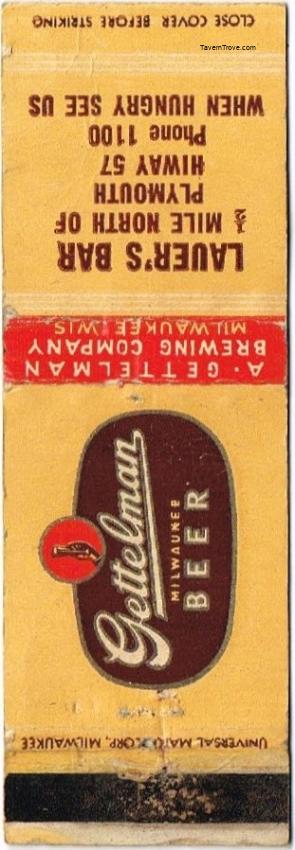 TavernTrove.com
CLOSE COVER BEFORE STRIKING
LAUER'S BAR
½ MILE NORTH OF
PLYMOUTH
HIWAY 57
Phone 1100
WHEN HUNGRY SEE US
A·GETTELMAN
BREWING COMPANY
MILWAUKEE, WIS.
Gettelman
MILWAUKEE
BEER
UNIVERSAL MATCH CORP., MILWAUKEE